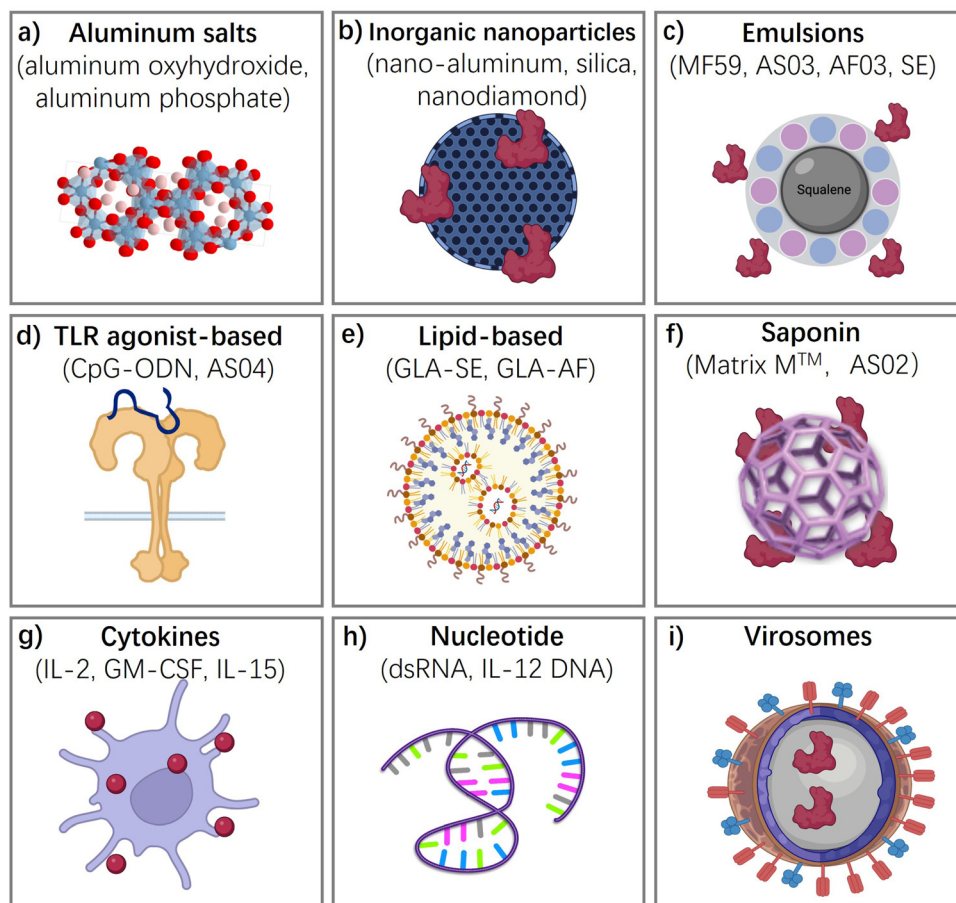 a) Aluminum salts
(aluminum oxyhydroxide,
aluminum phosphate)
b) Inorganic nanoparticles
(nano-aluminum, silica,
nanodiamond)
c) Emulsions
(MF59, AS03, AF03, SE)
Squalene
d) TLR agonist-based
(CpG-ODN, AS04)
e) Lipid-based
(GLA-SE, GLA-AF)
f) Saponin
(Matrix M™, AS02)
g) Cytokines
(IL-2, GM-CSF, IL-15)
h) Nucleotide
(dsRNA, IL-12 DNA)
i) Virosomes